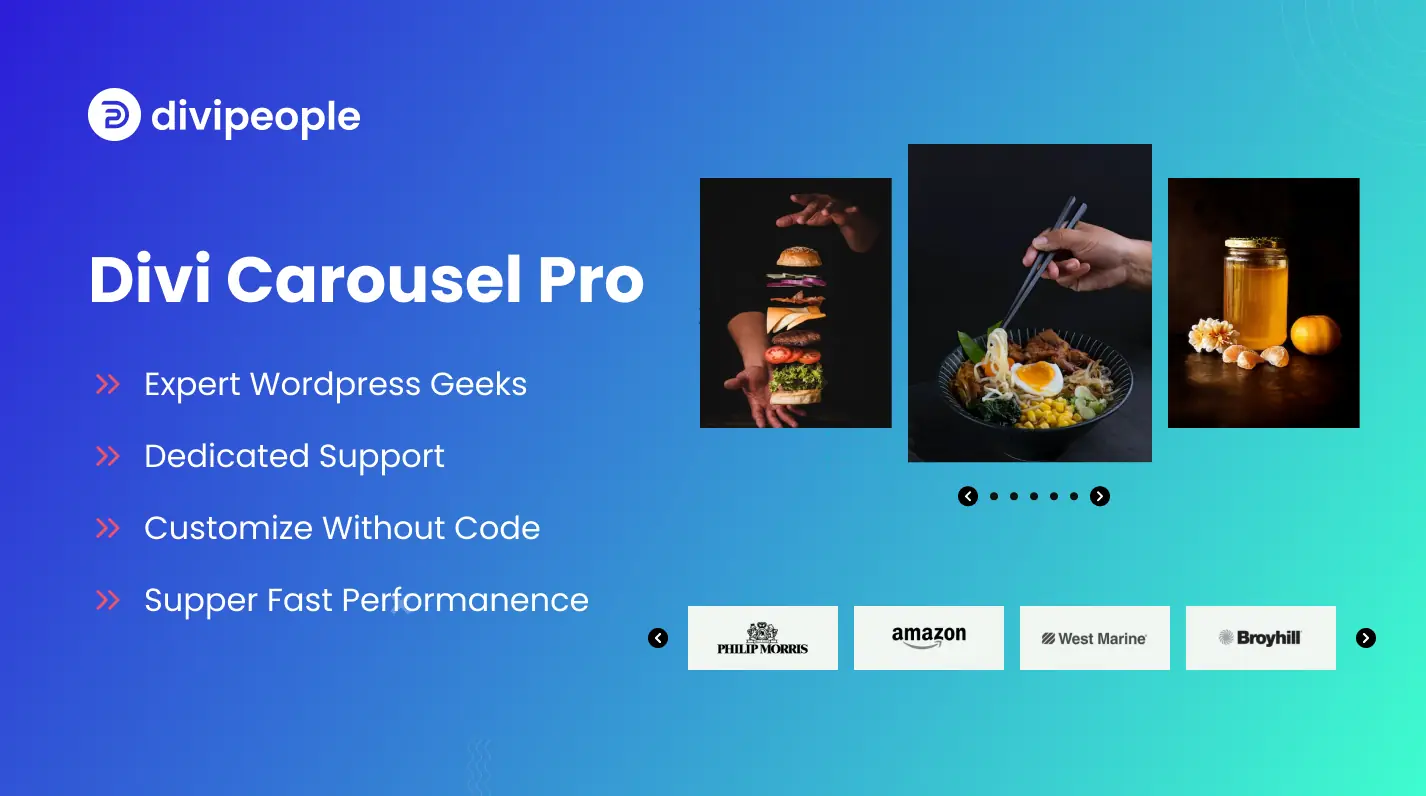 divipeople
Divi Carousel Pro
Expert Wordpress Geeks
Dedicated Support
Customize Without Code
Supper Fast Performanence
PHILIP MORRIS
amazon
West Marine
Broyhill